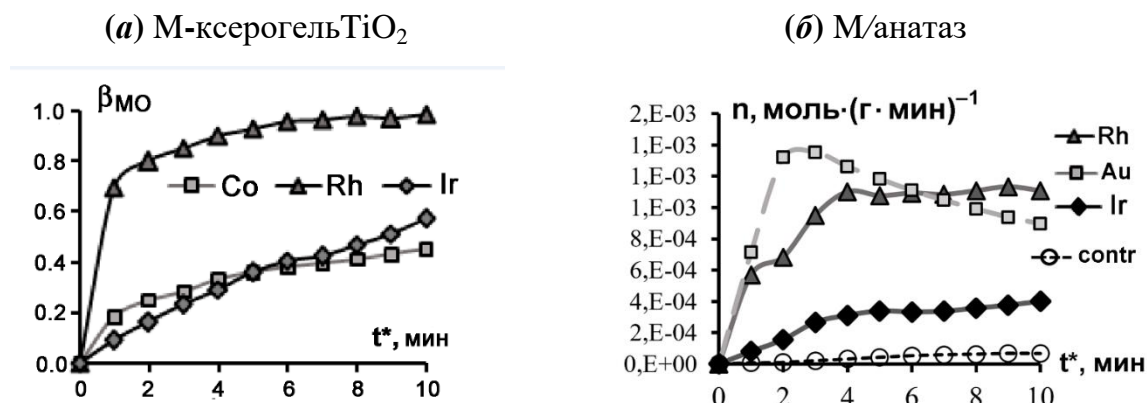 (а) М-ксерогельTiO2
βMO
1.0
0.8
0.6
0.4
0.2
0.0
Co Rh Ir
t*, мин
0 2 4 6 8 10
(б) М/анатаз
n, моль·(г·мин)⁻¹
2,E-03
1,E-03
1,E-03
1,E-03
8,E-04
6,E-04
4,E-04
2,E-04
0,E+00
Rh
Au
Ir
contr
t*, мин
0 2 4 6 8 10